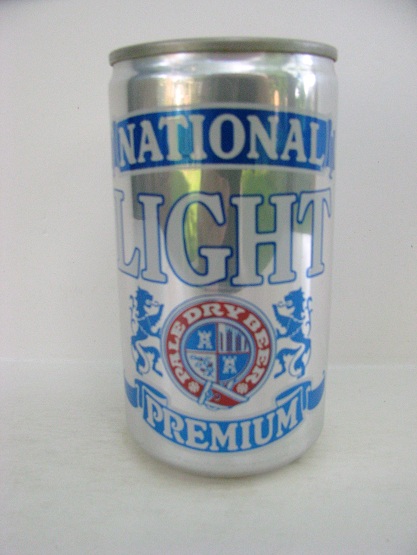 NATIONAL
LIGHT
PALE DRY BEER
PREMIUM